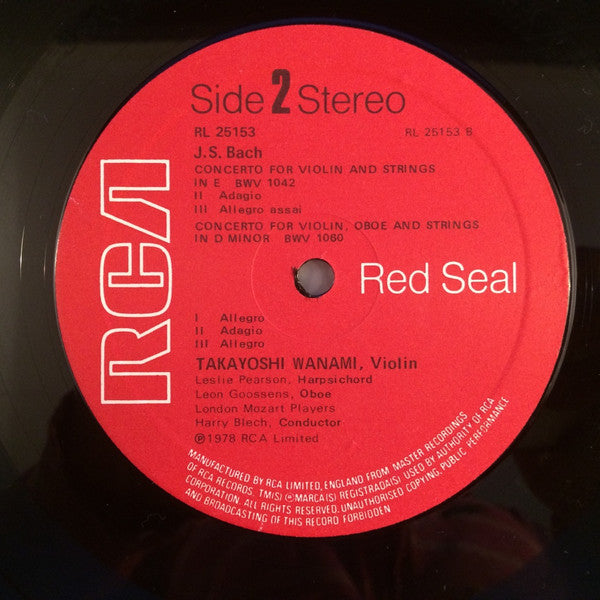 Side 2 Stereo
RL 25153
RL 25153 B
J.S. Bach
CONCERTO FOR VIOLIN AND STRINGS
IN E BWV 1042
II Adagio
III Allegro assai
CONCERTO FOR VIOLIN, OBOE AND STRINGS
IN D MINOR BWV 1060
RCA
Red Seal
I Allegro
II Adagio
III Allegro
TAKAYOSHI WANAMI, Violin
Leslie Pearson, Harpsichord
Leon Goossens, Oboe
London Mozart Players
Harry Blech, Conductor
℗1978 RCA Limited
MANUFACTURED BY RCA LIMITED, ENGLAND FROM MASTER RECORDINGS
OF RCA RECORDS. TM(S) ® MARCA(S) REGISTRADA(S) USED BY AUTHORITY OF RCA
CORPORATION. ALL RIGHTS RESERVED. UNAUTHORISED COPYING, PUBLIC PERFORMANCE
AND BROADCASTING OF THIS RECORD FORBIDDEN